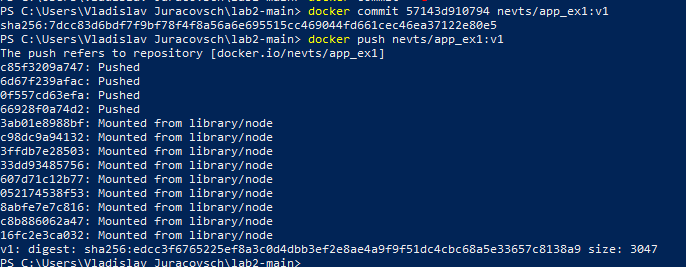 PS C:\Users\Vladislav Juracovsch\lab2-main> docker commit 57143d910794 nevts/app_ex1:v1
sha256:7dcc83d6bdf7f9bf78f4f8a56a6e695515cc469044fd661cec46ea37122e80e5
PS C:\Users\Vladislav Juracovsch\lab2-main> docker push nevts/app_ex1:v1
The push refers to repository [docker.io/nevts/app_ex1]
c85f3209a747: Pushed
6d67f239afac: Pushed
0f557cd63efa: Pushed
66928f0a74d2: Pushed
3ab01e8988bf: Mounted from library/node
c98dc9a94132: Mounted from library/node
3ffdb7e28503: Mounted from library/node
33dd93485756: Mounted from library/node
607d71c12b77: Mounted from library/node
052174538f53: Mounted from library/node
8abfe7e7c816: Mounted from library/node
c8b886062a47: Mounted from library/node
16fc2e3ca032: Mounted from library/node
v1: digest: sha256:edcc3f6765225ef8a3c0d4dbb3ef2e8ae4a9f9f51dc4cbc68a5e33657c8138a9 size: 3047
PS C:\Users\Vladislav Juracovsch\lab2-main>